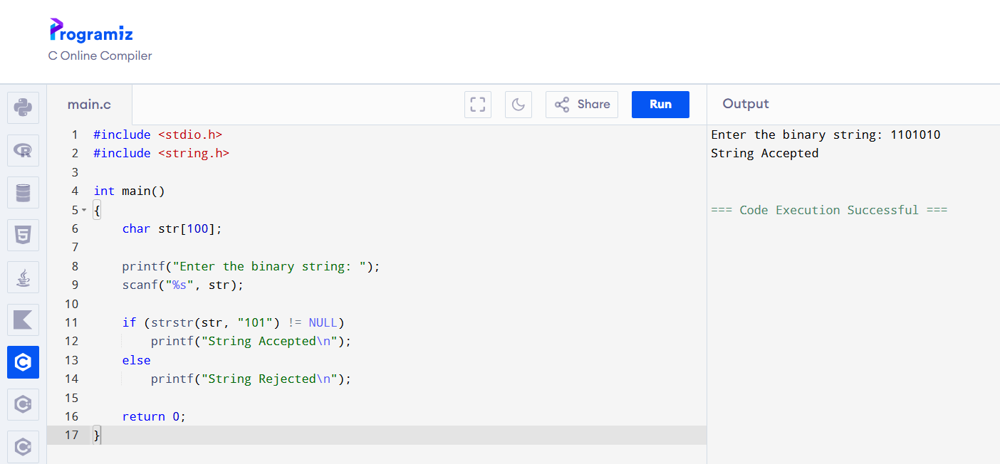 Programiz
C Online Compiler
main.c
Share
Run
Output
1 #include <stdio.h>
2 #include <string.h>
3
4 int main()
5 {
6     char str[100];
7
8     printf("Enter the binary string: ");
9     scanf("%s", str);
10
11     if (strstr(str, "101") != NULL)
12         printf("String Accepted\n");
13     else
14         printf("String Rejected\n");
15
16     return 0;
17 }
Enter the binary string: 1101010
String Accepted
=== Code Execution Successful ===